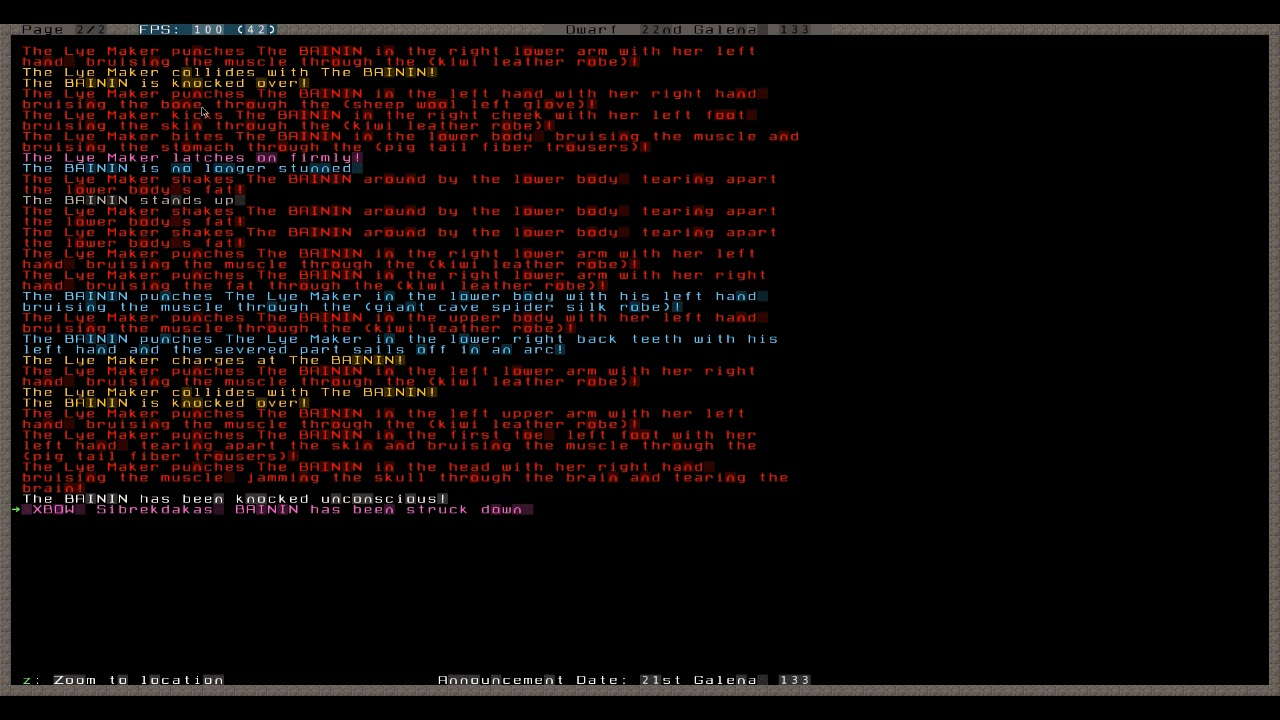 Page 2/2 FPS: 100 (42) Dwarf 22nd Galena 133
The Lye Maker punches The BAININ in the right lower arm with her left
hand bruising the muscle through the (kiwi leather robe)!
The Lye Maker collides with The BAININ!
The BAININ is knocked over!
The Lye Maker punches The BAININ in the left hand with her right hand
bruising the bone through the (sheep wool left glove)!
The Lye Maker kicks The BAININ in the right cheek with her left foot
bruising the skin through the (kiwi leather robe)!
The Lye Maker bites The BAININ in the lower body bruising the muscle and
bruising the stomach through the (pig tail fiber trousers)!
The Lye Maker latches on firmly!
The BAININ is no longer stunned
The Lye Maker shakes The BAININ around by the lower body tearing apart
the lower body s fat!
The BAININ stands up
The Lye Maker shakes The BAININ around by the lower body tearing apart
the lower body s fat!
The Lye Maker shakes The BAININ around by the lower body tearing apart
the lower body s fat!
The Lye Maker punches The BAININ in the right lower arm with her left
hand bruising the muscle through the (kiwi leather robe)!
The Lye Maker punches The BAININ in the right lower arm with her right
hand bruising the fat through the (kiwi leather robe)!
The BAININ punches The Lye Maker in the lower body with his left hand
bruising the muscle through the (giant cave spider silk robe)!
The Lye Maker punches The BAININ in the upper body with her left hand
bruising the muscle through the (kiwi leather robe)!
The BAININ punches The Lye Maker in the lower right back teeth with his
left hand and the severed part sails off in an arc!
The Lye Maker charges at The BAININ!
The Lye Maker punches The BAININ in the left lower arm with her right
hand bruising the muscle through the (kiwi leather robe)!
The Lye Maker collides with The BAININ!
The BAININ is knocked over!
The Lye Maker punches The BAININ in the left upper arm with her left
hand bruising the muscle through the (kiwi leather robe)!
The Lye Maker punches The BAININ in the first toe left foot with her
left hand tearing apart the skin and bruising the muscle through the
(pig tail fiber trousers)!
The Lye Maker punches The BAININ in the head with her right hand
bruising the muscle jamming the skull through the brain and tearing the
brain!
The BAININ has been knocked unconscious!
XBOW Sibrekdakas BAININ has been struck down
z: Zoom to location Announcement Date: 21st Galena 133